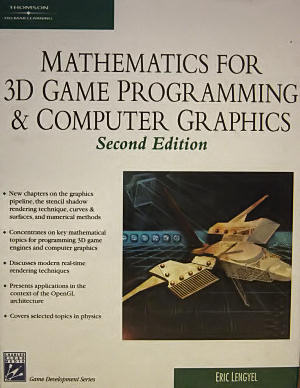 THOMSON
MATHEMATICS FOR
3D GAME PROGRAMMING
& COMPUTER GRAPHICS
Second Edition
• New chapters on the graphics
pipeline, the stencil shadow
rendering technique, curves &
surfaces, and numerical methods
• Concentrates on key mathematical
topics for programming 3D game
engines and computer graphics
• Discusses modern real-time
rendering techniques
• Presents applications in the
context of the OpenGL
architecture
• Covers selected topics in physics
ERIC LENGYEL
CHARLES
RIVER
MEDIA
Game Development Series